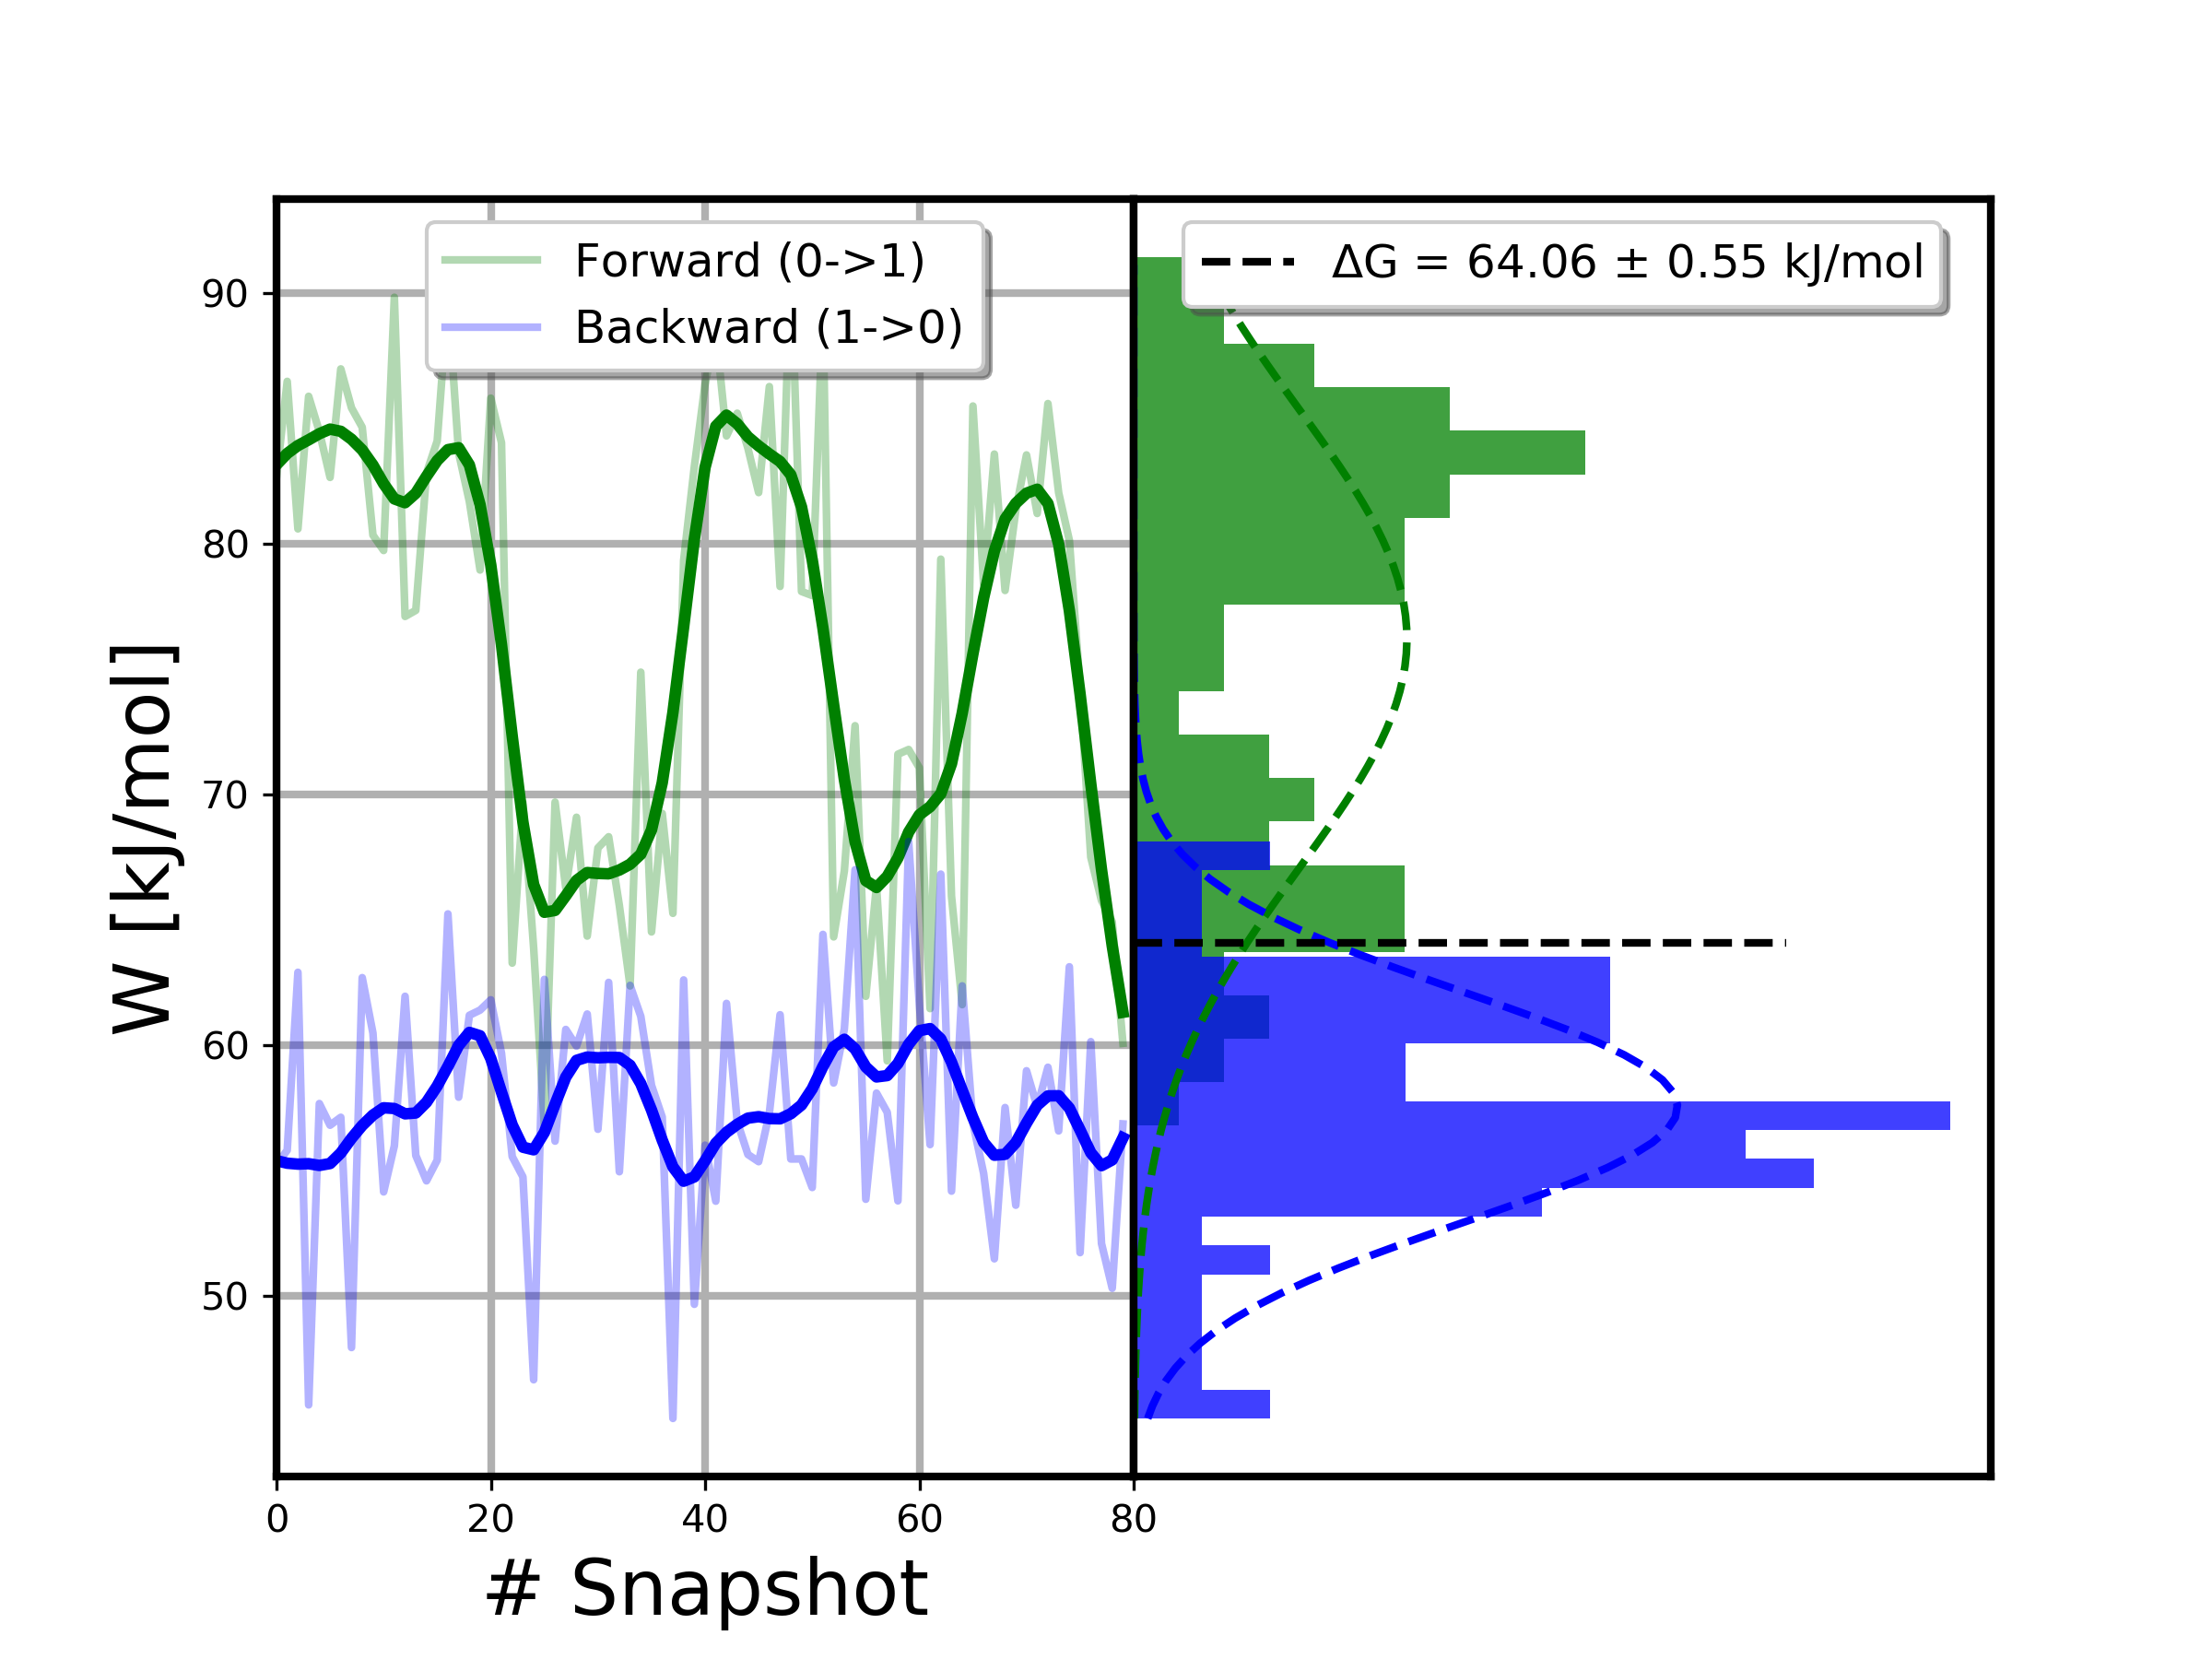 Forward (0->1)
Backward (1->0)
ΔG = 64.06 ± 0.55 kJ/mol
W [kJ/mol]
90
80
70
60
50
0 20 40 60 80
# Snapshot